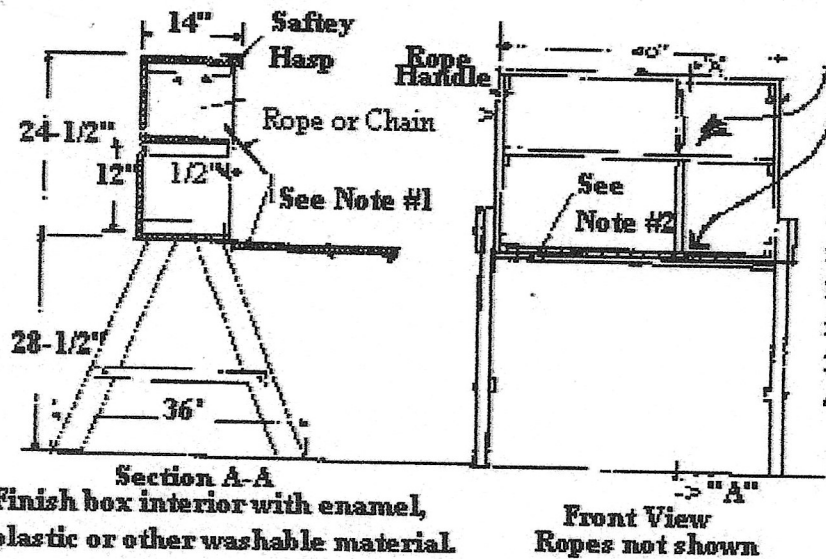 14"
Saftey
Hasp
Rope
Handle
40"
"A"
24-1/2"
Rope or Chain
12"
1/2"
See Note #1
See
Note #2
28-1/2"
36"
Section A-A
Finish box interior with enamel,
plastic or other washable material.
"A"
Front View
Ropes not shown